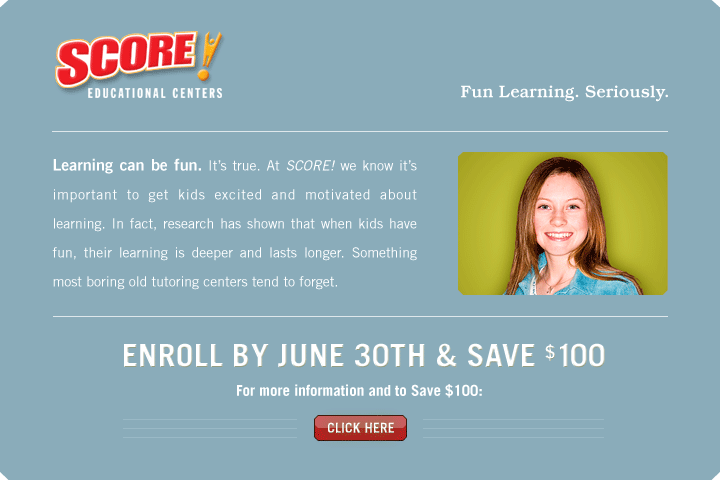 SCORE!
EDUCATIONAL CENTERS
Fun Learning. Seriously.
Learning can be fun. It's true. At SCORE! we know it's
important to get kids excited and motivated about
learning. In fact, research has shown that when kids have
fun, their learning is deeper and lasts longer. Something
most boring old tutoring centers tend to forget.
ENROLL BY JUNE 30TH & SAVE $100
For more information and to Save $100:
CLICK HERE